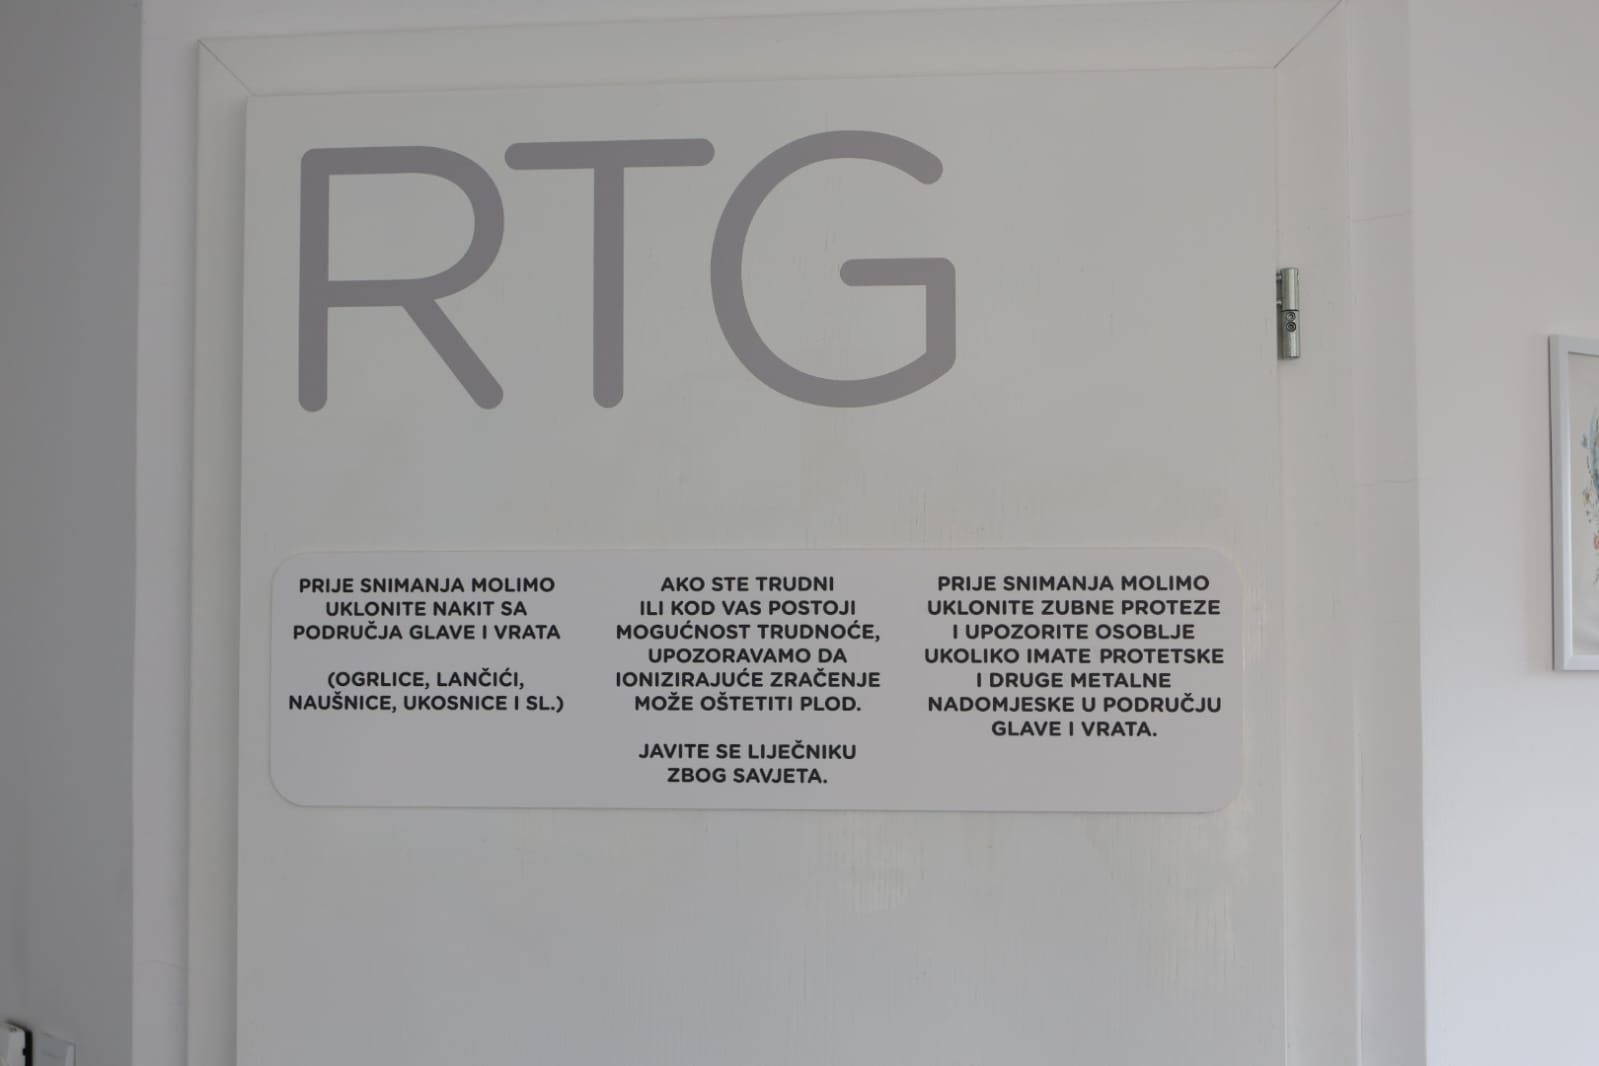 RTG
PRIJE SNIMANJA MOLIMO
UKLONITE NAKIT SA
PODRUČJA GLAVE I VRATA
(OGRLICE, LANČIĆI,
NAUŠNICE, UKOSNICE I SL.)
AKO STE TRUDNI
ILI KOD VAS POSTOJI
MOGUĆNOST TRUDNOĆE,
UPOZORAVAMO DA
IONIZIRAJUĆE ZRAČENJE
MOŽE OŠTETITI PLOD.
JAVITE SE LIJEČNIKU
ZBOG SAVJETA.
PRIJE SNIMANJA MOLIMO
UKLONITE ZUBNE PROTEZE
I UPOZORITE OSOBLJE
UKOLIKO IMATE PROTETSKE
I DRUGE METALNE
NADOMJESKE U PODRUČJU
GLAVE I VRATA.